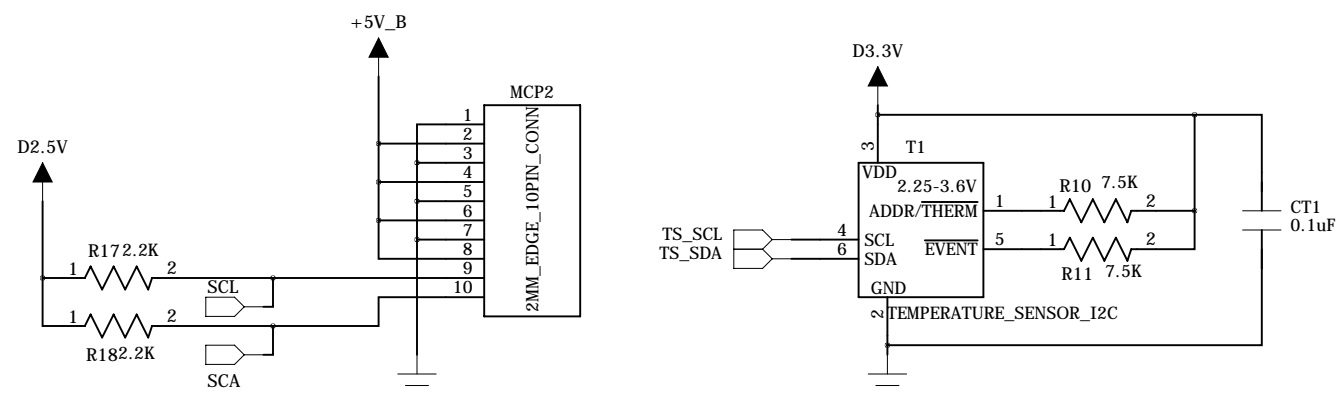 +5V_B
MCP2
1
2
3
4
5
6
7
8
9
10
2MM_EDGE_10PIN_CONN
D2.5V
R17 2.2K
1 2
SCL
1 2
R18 2.2K
SCA
D3.3V
3
T1
VDD
2.25-3.6V
ADDR/THERM
1
R10 7.5K
1 2
TS_SCL
4
SCL
TS_SDA
6
SDA
EVENT
5
1 2
R11 7.5K
GND
2
TEMPERATURE_SENSOR_I2C
CT1
0.1uF